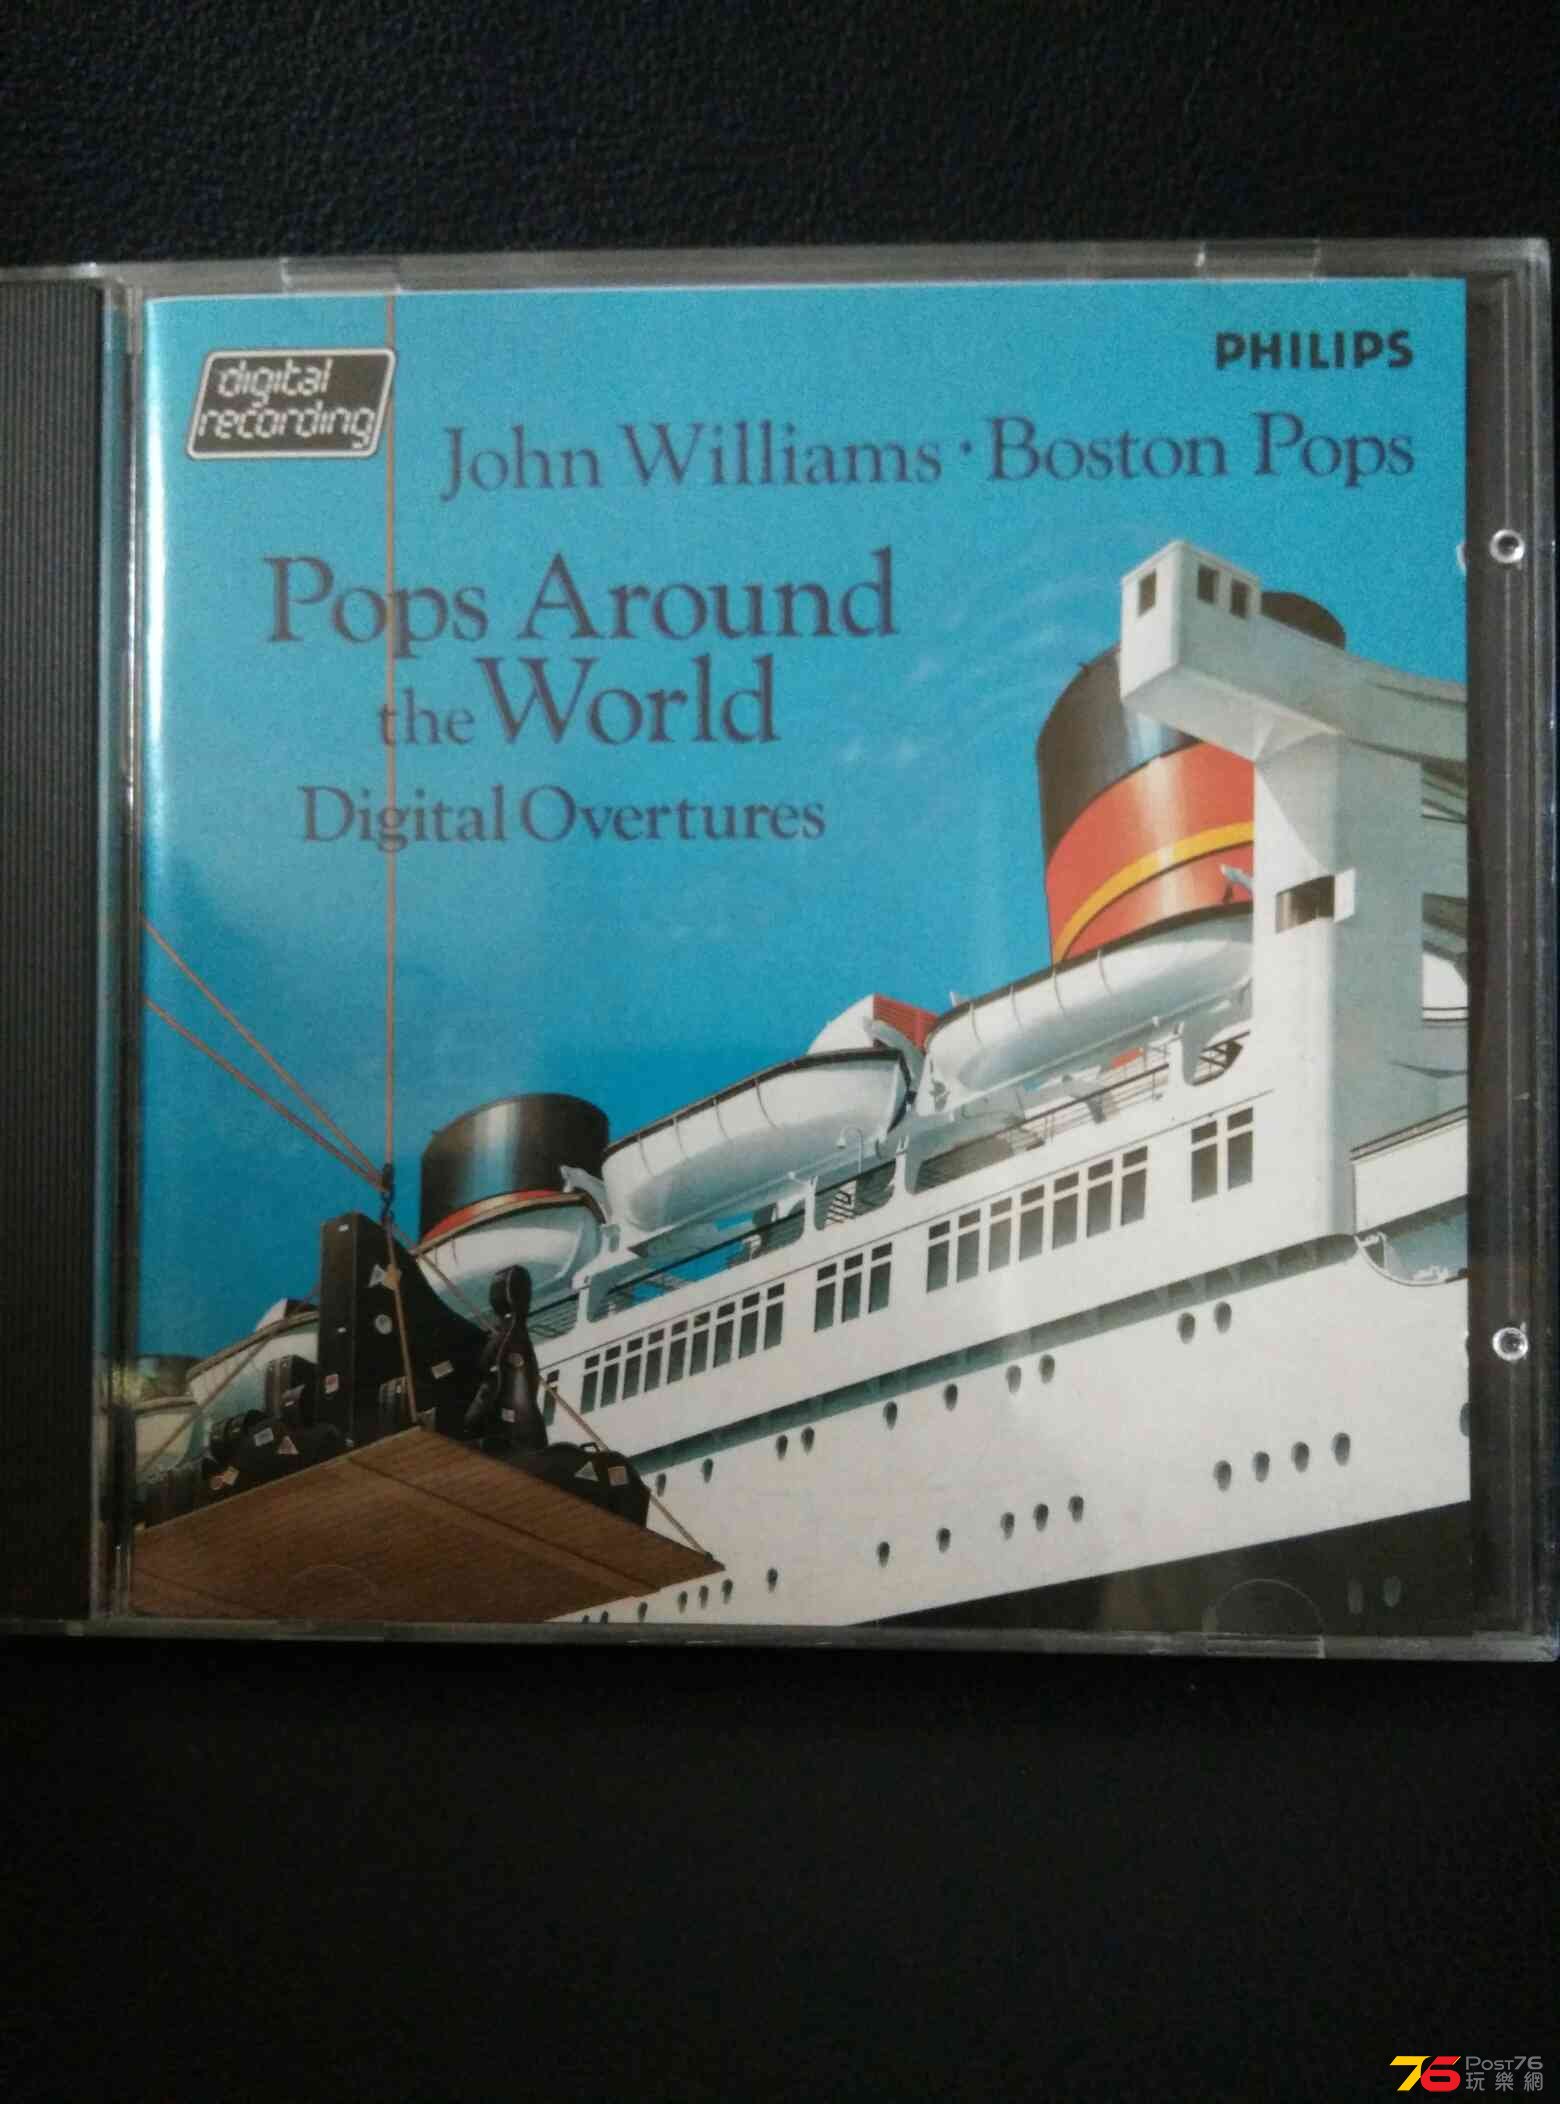 digital
recording
PHILIPS
John Williams · Boston Pops
Pops Around
the World
Digital Overtures
76 POST76
玩樂網